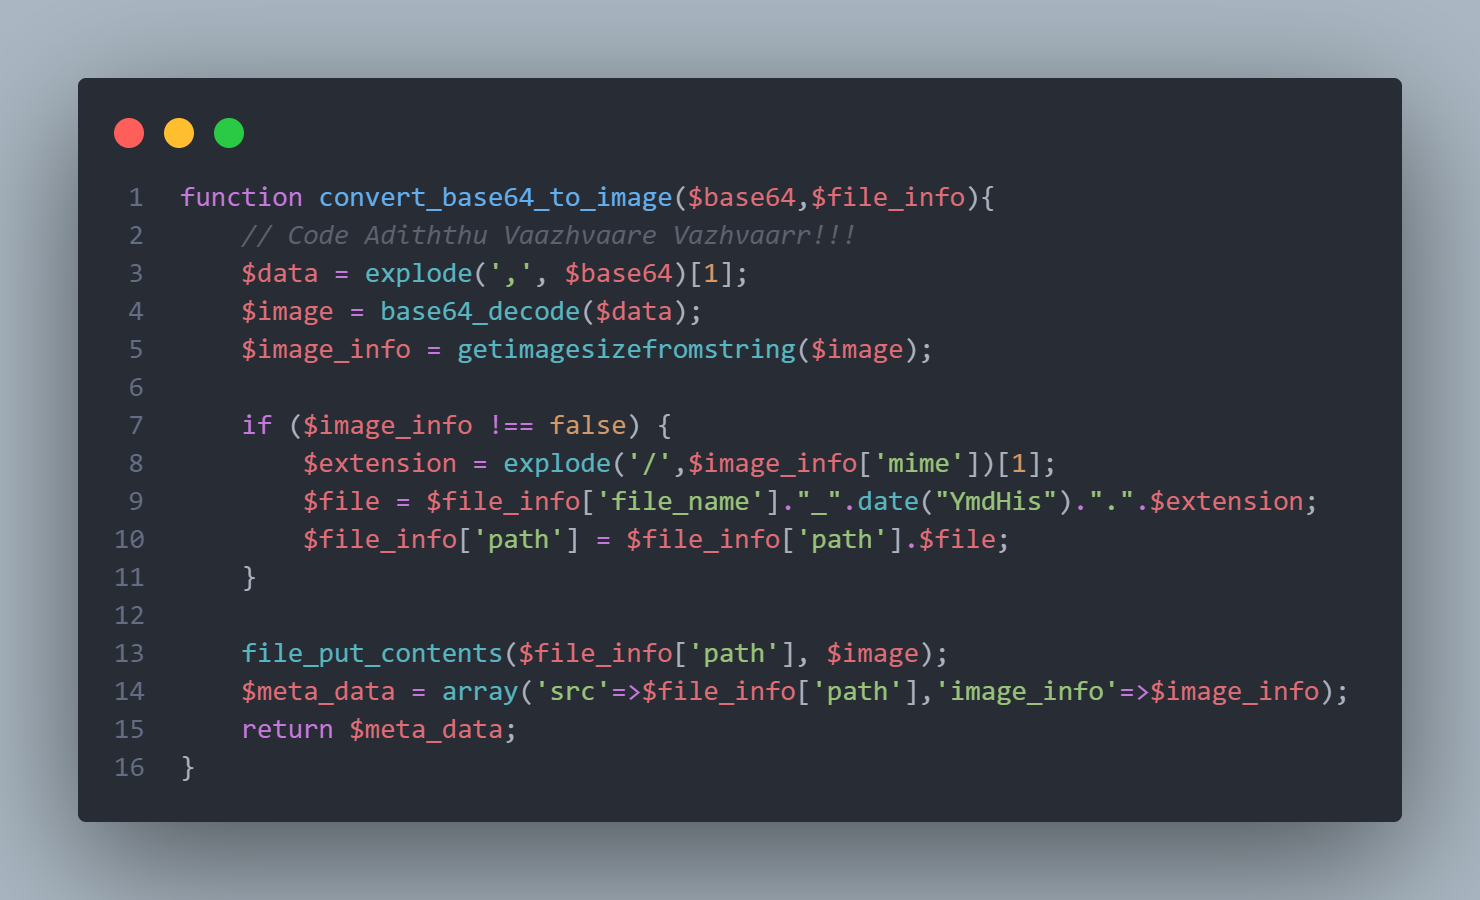 1 function convert_base64_to_image($base64,$file_info){
2     // Code Adiththu Vaazhvaare Vazhvaarr!!!
3     $data = explode(',', $base64)[1];
4     $image = base64_decode($data);
5     $image_info = getimagesizefromstring($image);
6
7     if ($image_info !== false) {
8         $extension = explode('/',$image_info['mime'])[1];
9         $file = $file_info['file_name']."_".date("YmdHis").".".$extension;
10         $file_info['path'] = $file_info['path'].$file;
11     }
12
13     file_put_contents($file_info['path'], $image);
14     $meta_data = array('src'=>$file_info['path'],'image_info'=>$image_info);
15     return $meta_data;
16 }